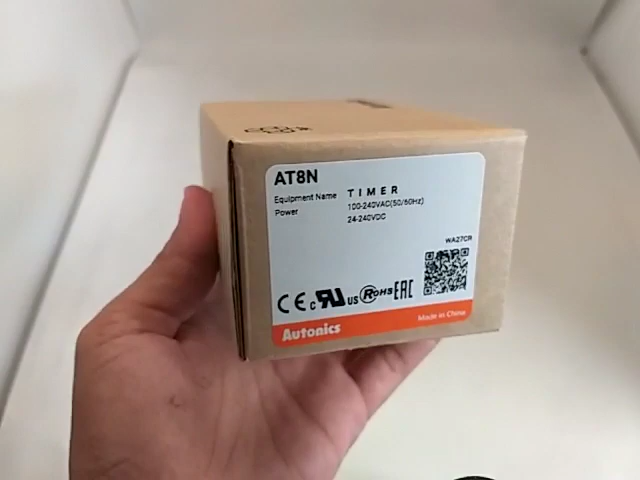 AT8N
Equipment Name TIMER
Power 100-240VAC(50/60Hz)
24-240VDC
WA27CR
CE c RU us RoHS EAC
Autonics Made in China